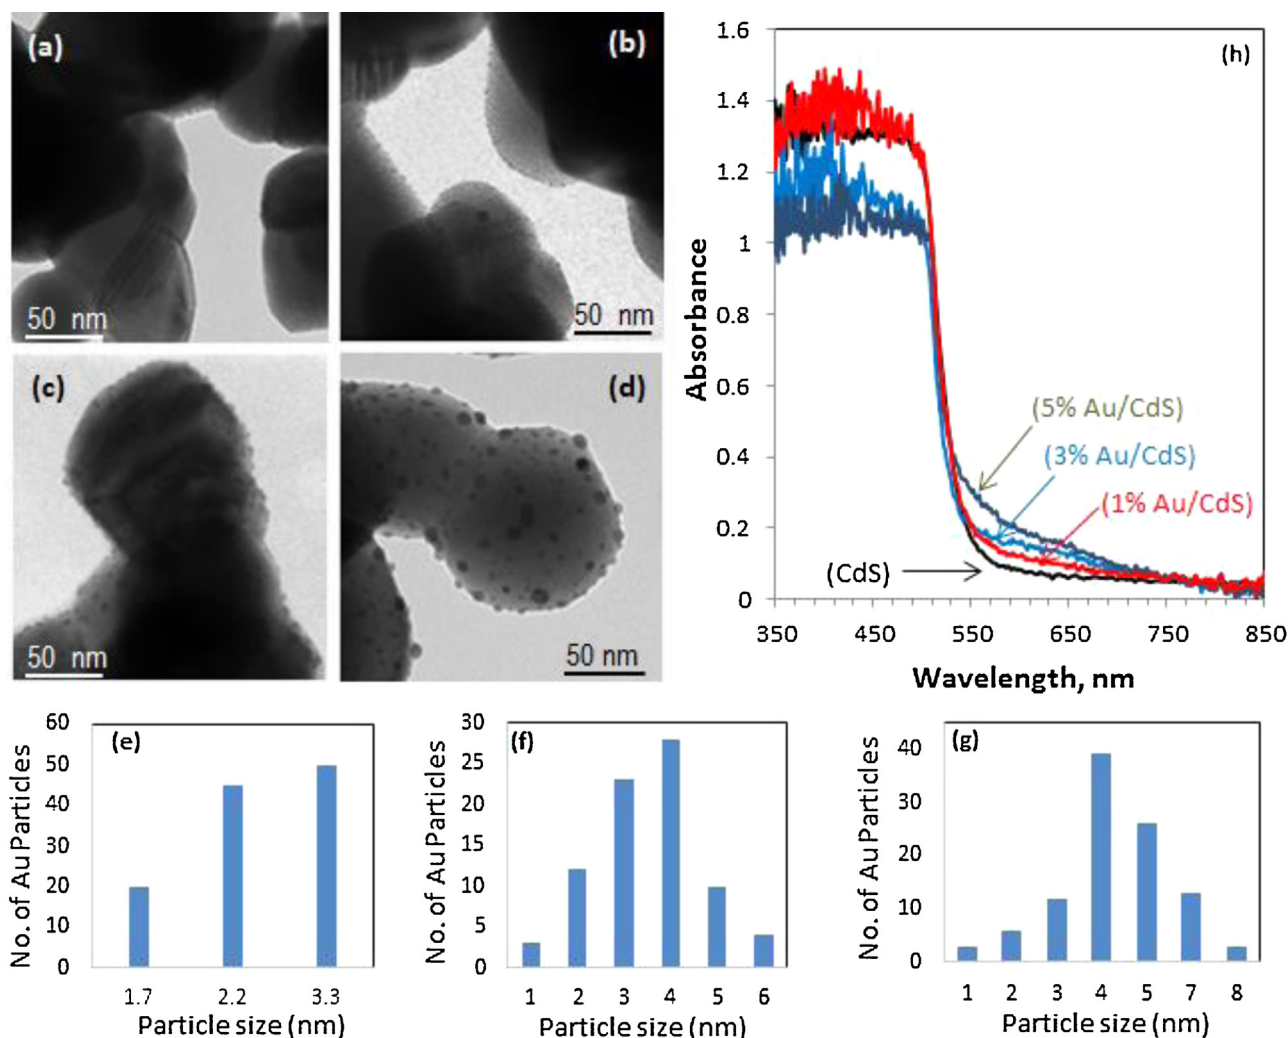 (a)
50 nm
(b)
50 nm
(c)
50 nm
(d)
50 nm
(h)
Absorbance
1.6
1.4
1.2
1
0.8
0.6
0.4
0.2
0
(5% Au/CdS)
(3% Au/CdS)
(1% Au/CdS)
(CdS)
350 450 550 650 750 850
Wavelength, nm
(e)
No. of Au Particles
60
50
40
30
20
10
0
1.7 2.2 3.3
Particle size (nm)
(f)
No. of Au Particles
30
25
20
15
10
5
0
1 2 3 4 5 6
Particle size (nm)
(g)
No. of Au Particles
40
30
20
10
0
1 2 3 4 5 7 8
Particle size (nm)